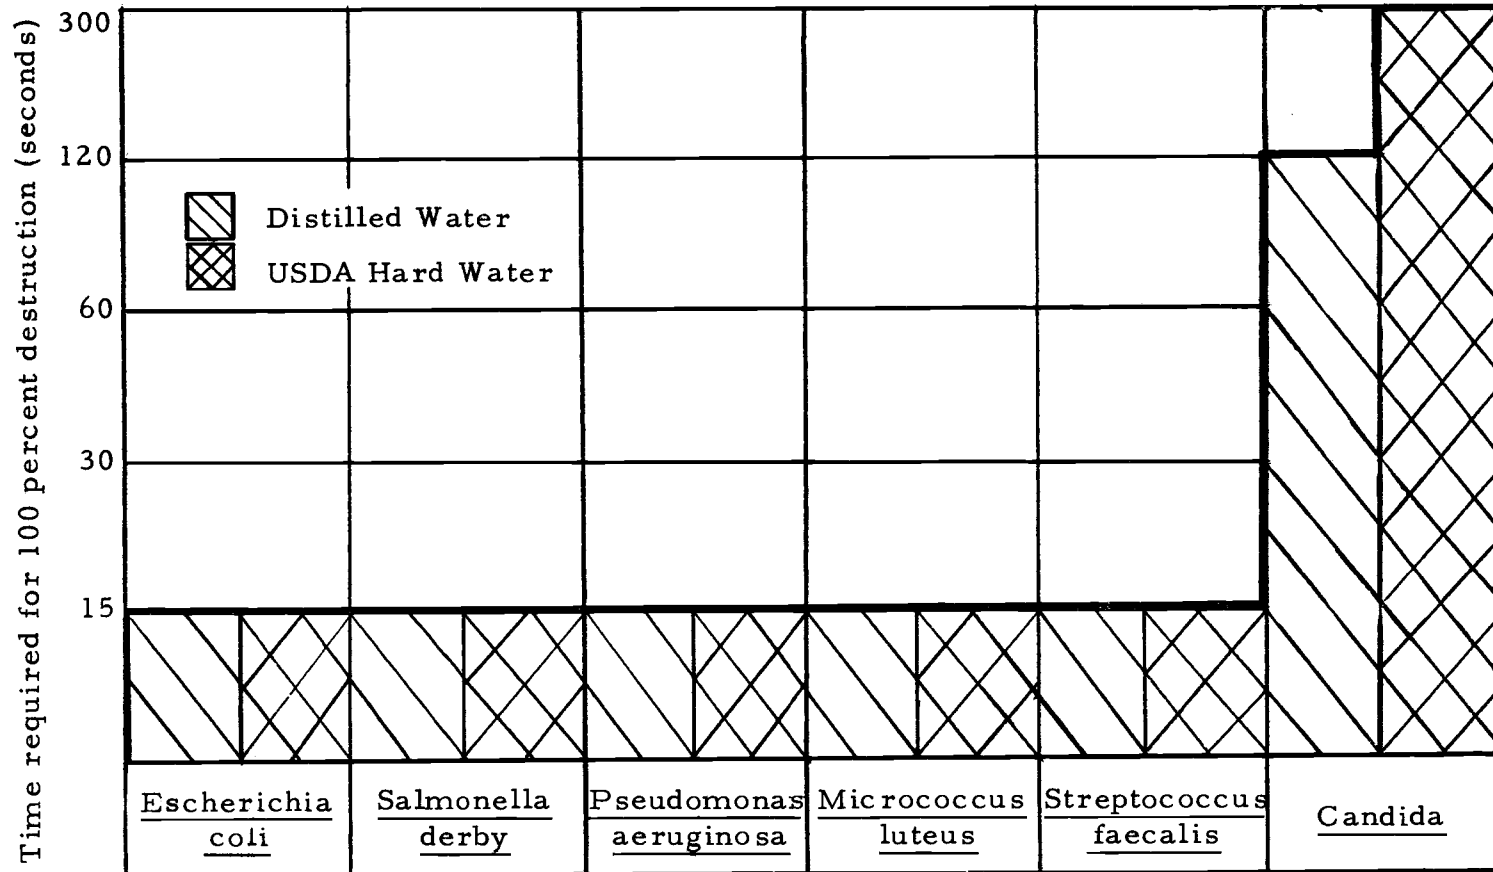 Time required for 100 percent destruction (seconds)
300
120
60
30
15
Distilled Water
USDA Hard Water
Escherichia
coli
Salmonella
derby
Pseudomonas
aeruginosa
Micrococcus
luteus
Streptococcus
faecalis
Candida